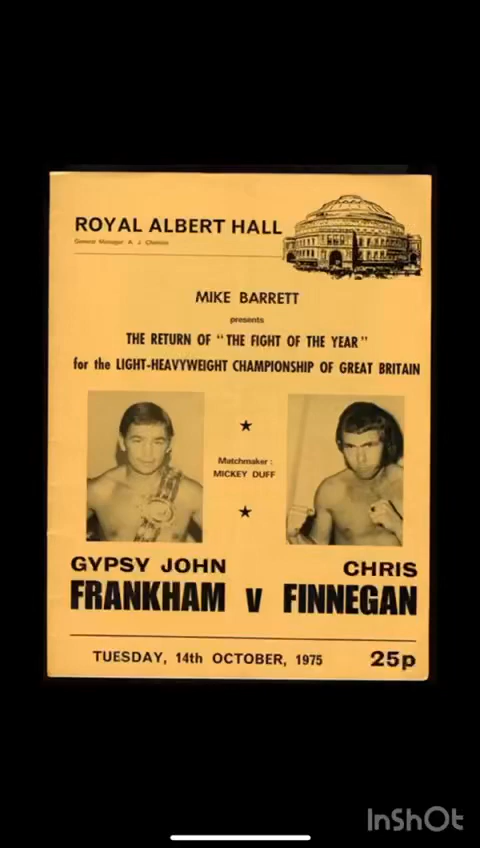 ROYAL ALBERT HALL
General Manager A. J. Charlton
MIKE BARRETT
presents
THE RETURN OF "THE FIGHT OF THE YEAR"
for the LIGHT-HEAVYWEIGHT CHAMPIONSHIP OF GREAT BRITAIN
Matchmaker:
MICKEY DUFF
GYPSY JOHN
FRANKHAM
v
CHRIS
FINNEGAN
TUESDAY, 14th OCTOBER, 1975
25p
InShOt